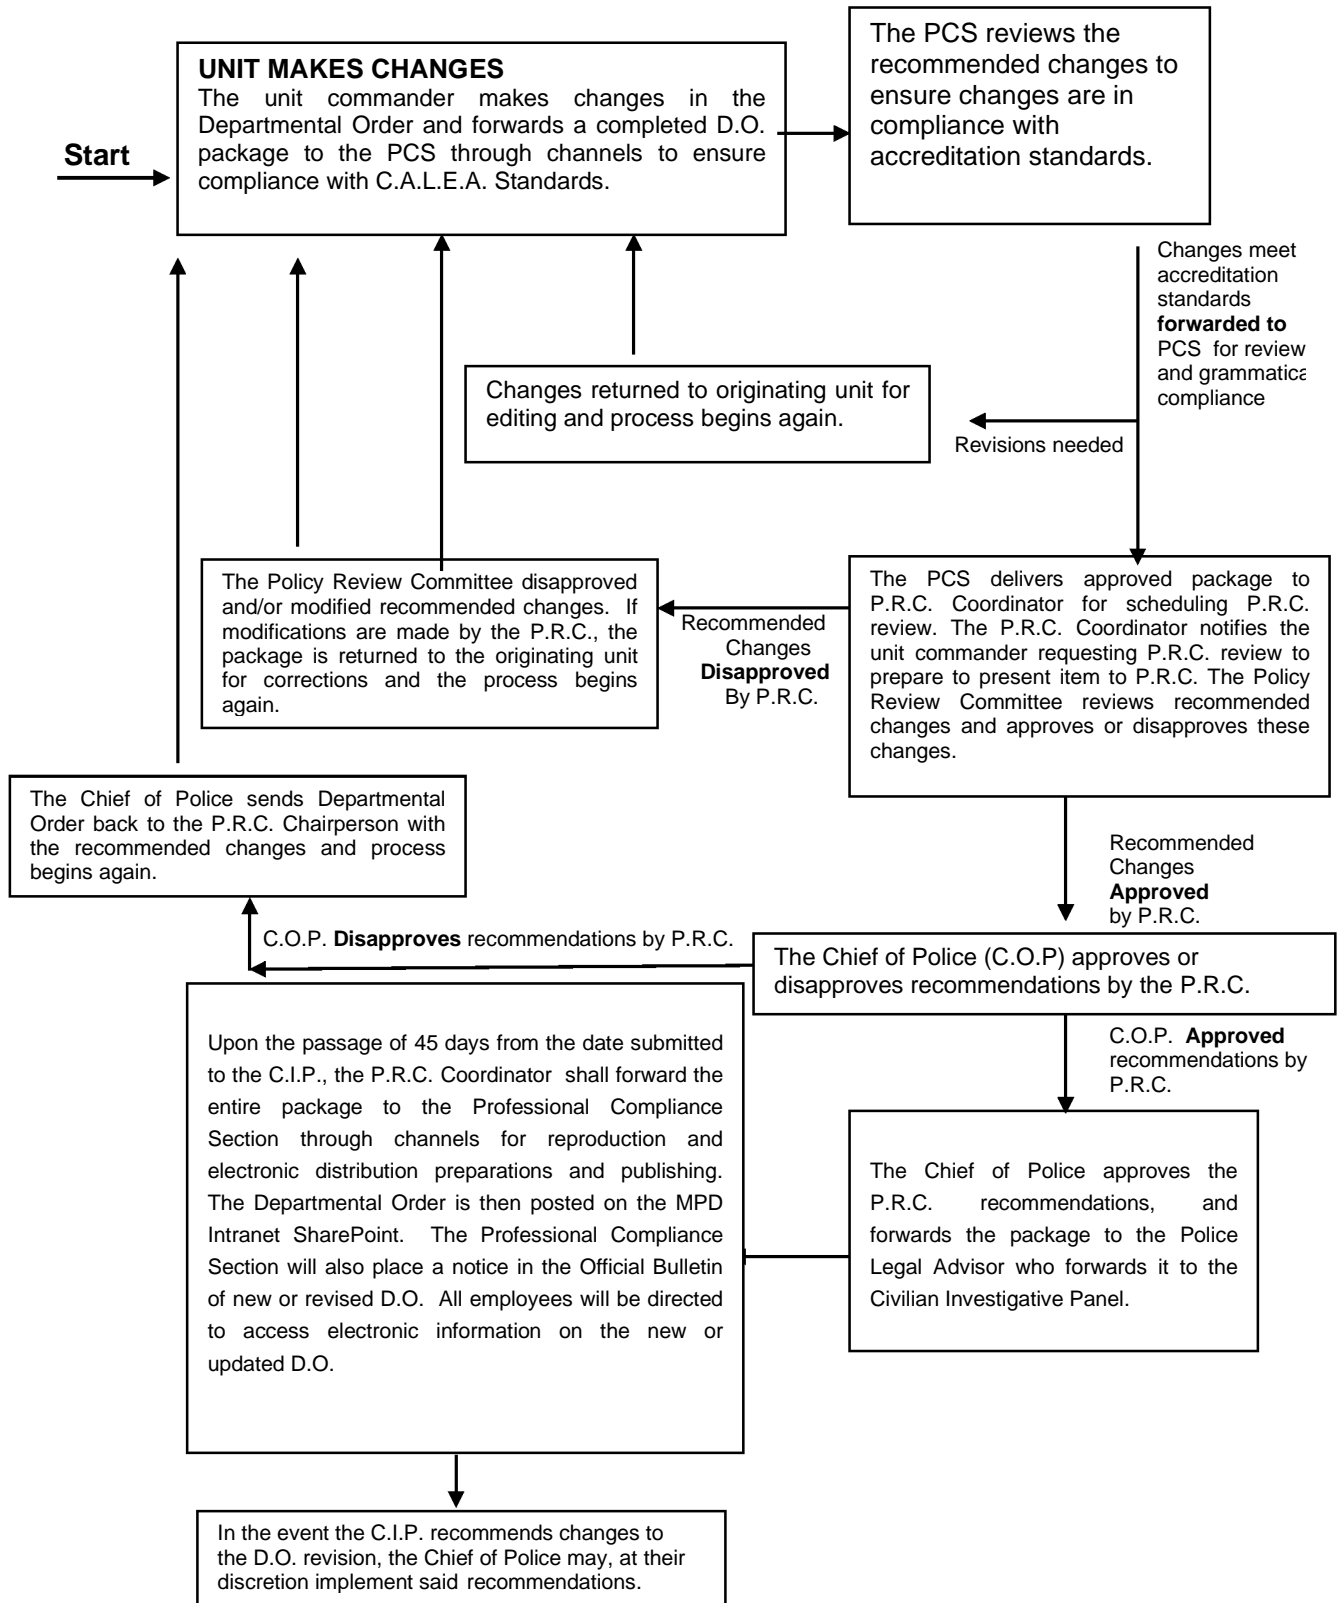 Start
UNIT MAKES CHANGES
The unit commander makes changes in the
Departmental Order and forwards a completed D.O.
package to the PCS through channels to ensure
compliance with C.A.L.E.A. Standards.
The PCS reviews the
recommended changes to
ensure changes are in
compliance with
accreditation standards.
Changes meet
accreditation
standards
forwarded to
PCS for review
and grammatica
compliance
Changes returned to originating unit for
editing and process begins again.
Revisions needed
The PCS delivers approved package to
P.R.C. Coordinator for scheduling P.R.C.
review. The P.R.C. Coordinator notifies the
unit commander requesting P.R.C. review to
prepare to present item to P.R.C. The Policy
Review Committee reviews recommended
changes and approves or disapproves these
changes.
Recommended
Changes
Disapproved
By P.R.C.
The Policy Review Committee disapproved
and/or modified recommended changes. If
modifications are made by the P.R.C., the
package is returned to the originating unit
for corrections and the process begins
again.
The Chief of Police sends Departmental
Order back to the P.R.C. Chairperson with
the recommended changes and process
begins again.
Recommended
Changes
Approved
by P.R.C.
C.O.P. Disapproves recommendations by P.R.C.
The Chief of Police (C.O.P) approves or
disapproves recommendations by the P.R.C.
C.O.P. Approved
recommendations by
P.R.C.
The Chief of Police approves the
P.R.C. recommendations, and
forwards the package to the Police
Legal Advisor who forwards it to the
Civilian Investigative Panel.
Upon the passage of 45 days from the date submitted
to the C.I.P., the P.R.C. Coordinator shall forward the
entire package to the Professional Compliance
Section through channels for reproduction and
electronic distribution preparations and publishing.
The Departmental Order is then posted on the MPD
Intranet SharePoint. The Professional Compliance
Section will also place a notice in the Official Bulletin
of new or revised D.O. All employees will be directed
to access electronic information on the new or
updated D.O.
In the event the C.I.P. recommends changes to
the D.O. revision, the Chief of Police may, at their
discretion implement said recommendations.